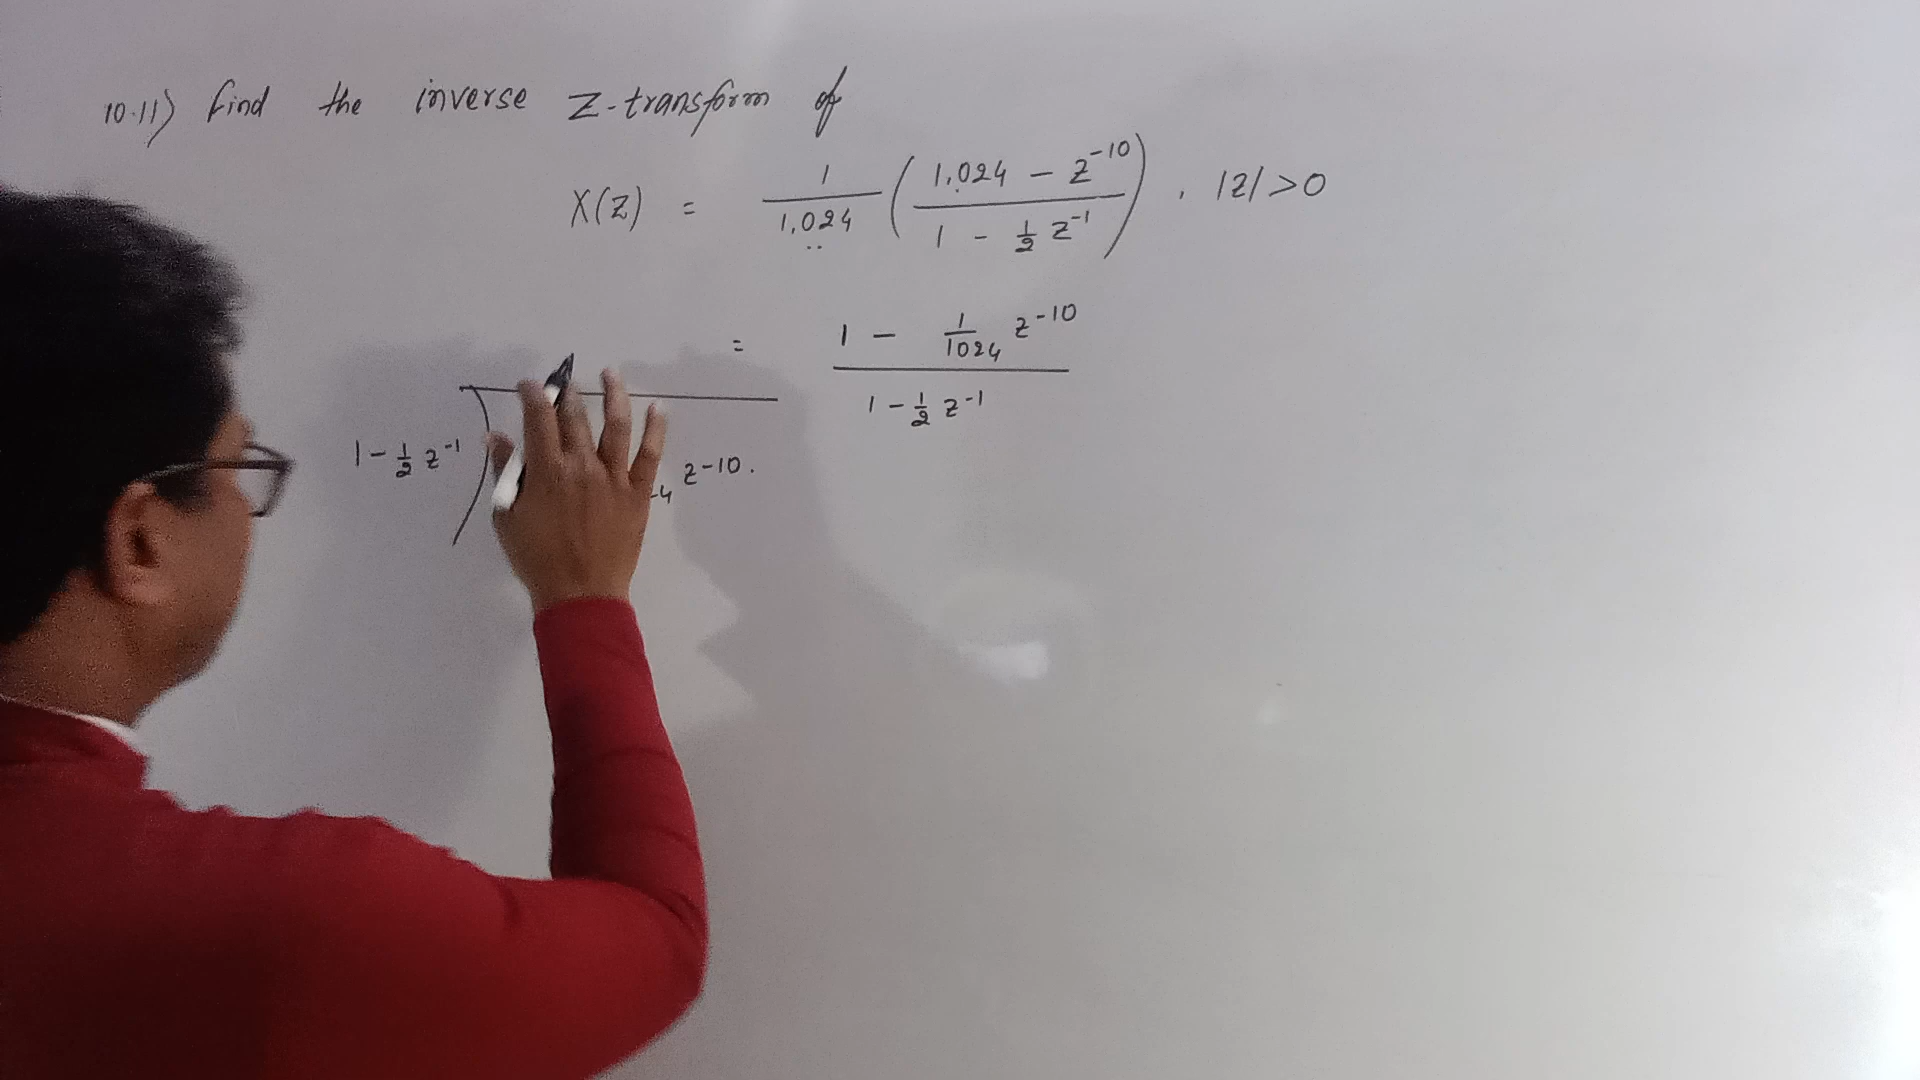 10.11) Find the inverse Z-transform of
X(Z) = 1/1,024 ( (1,024 - Z^-10) / (1 - 1/2 Z^-1) ), |Z|>0
= (1 - 1/1024 Z^-10) / (1 - 1/2 Z^-1)
1 - 1/2 Z^-1 ) 4 Z^-10.